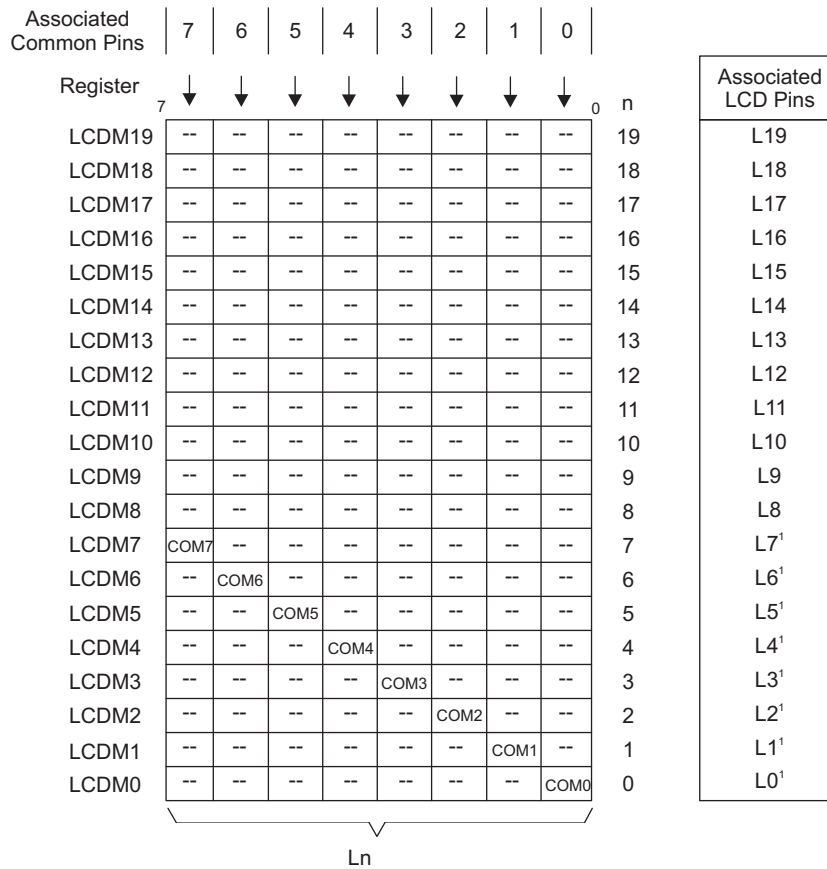 Associated
Common Pins 7 6 5 4 3 2 1 0
Register 7 0 n
Associated
LCD Pins
LCDM19 -- -- -- -- -- -- -- -- 19 L19
LCDM18 -- -- -- -- -- -- -- -- 18 L18
LCDM17 -- -- -- -- -- -- -- -- 17 L17
LCDM16 -- -- -- -- -- -- -- -- 16 L16
LCDM15 -- -- -- -- -- -- -- -- 15 L15
LCDM14 -- -- -- -- -- -- -- -- 14 L14
LCDM13 -- -- -- -- -- -- -- -- 13 L13
LCDM12 -- -- -- -- -- -- -- -- 12 L12
LCDM11 -- -- -- -- -- -- -- -- 11 L11
LCDM10 -- -- -- -- -- -- -- -- 10 L10
LCDM9 -- -- -- -- -- -- -- -- 9 L9
LCDM8 -- -- -- -- -- -- -- -- 8 L8
LCDM7 COM7 -- -- -- -- -- -- -- 7 L7¹
LCDM6 -- COM6 -- -- -- -- -- -- 6 L6¹
LCDM5 -- -- COM5 -- -- -- -- -- 5 L5¹
LCDM4 -- -- -- COM4 -- -- -- -- 4 L4¹
LCDM3 -- -- -- -- COM3 -- -- -- 3 L3¹
LCDM2 -- -- -- -- -- COM2 -- -- 2 L2¹
LCDM1 -- -- -- -- -- -- COM1 -- 1 L1¹
LCDM0 -- -- -- -- -- -- -- COM0 0 L0¹
Ln